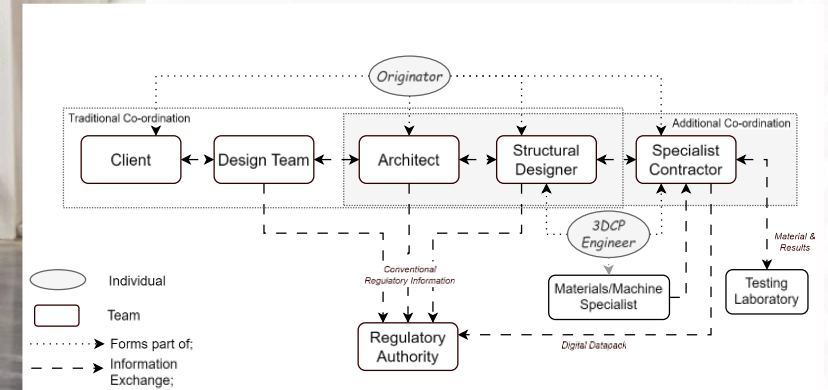 Originator
Traditional Co-ordination
Additional Co-ordination
Client
Design Team
Architect
Structural
Designer
Specialist
Contractor
3DCP
Engineer
Material &
Results
Conventional
Regulatory Information
Materials/Machine
Specialist
Testing
Laboratory
Regulatory
Authority
Digital Datapack
Individual
Team
Forms part of;
Information
Exchange;